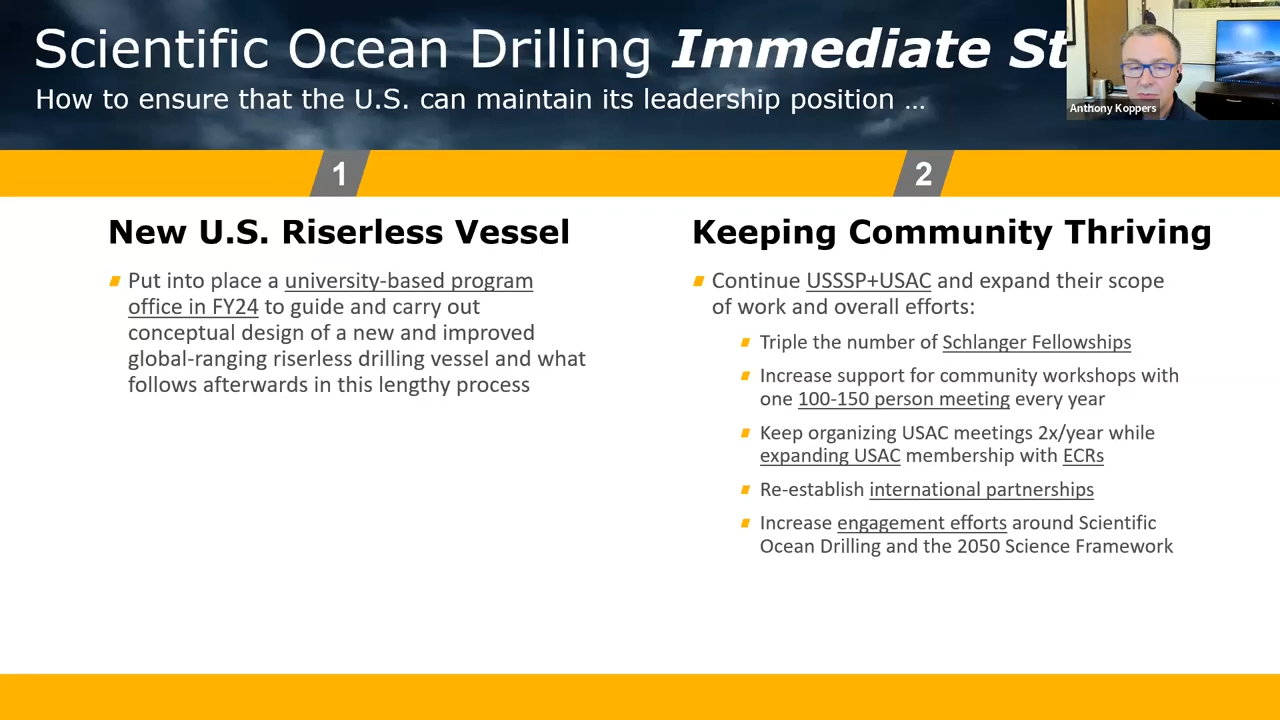 Scientific Ocean Drilling Immediate St
How to ensure that the U.S. can maintain its leadership position ...
Anthony Koppers
1
2
New U.S. Riserless Vessel
Put into place a university-based program
office in FY24 to guide and carry out
conceptual design of a new and improved
global-ranging riserless drilling vessel and what
follows afterwards in this lengthy process
Keeping Community Thriving
Continue USSSP+USAC and expand their scope
of work and overall efforts:
Triple the number of Schlanger Fellowships
Increase support for community workshops with
one 100-150 person meeting every year
Keep organizing USAC meetings 2x/year while
expanding USAC membership with ECRs
Re-establish international partnerships
Increase engagement efforts around Scientific
Ocean Drilling and the 2050 Science Framework